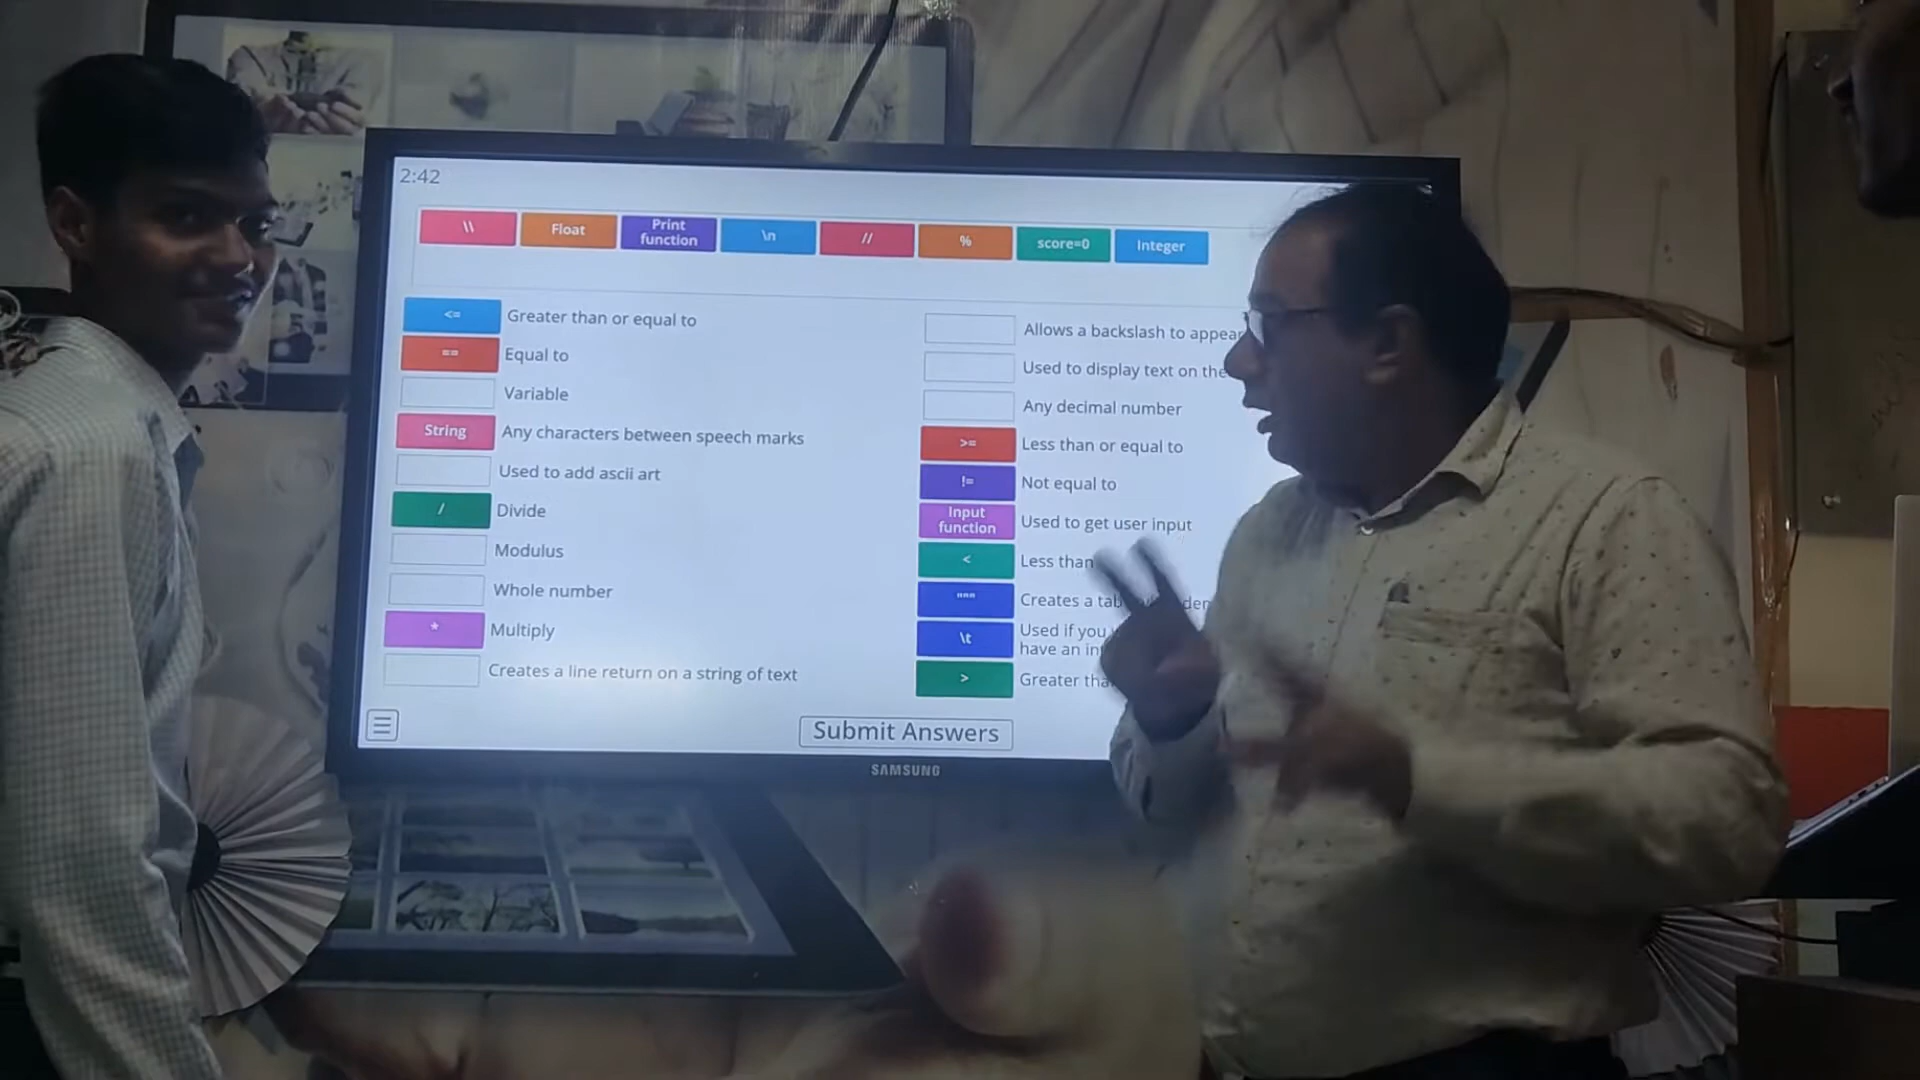 2:42
\\
Float
Print
function
\n
//
%
score=0
Integer
<= Greater than or equal to
== Equal to
Variable
String Any characters between speech marks
Used to add ascii art
/ Divide
Modulus
Whole number
* Multiply
Creates a line return on a string of text
Allows a backslash to appear
Used to display text on the
Any decimal number
>= Less than or equal to
!= Not equal to
Input
function
Used to get user input
< Less than
""" Creates a tab
\t
Used if you
have an
> Greater
Submit Answers
SAMSUNG